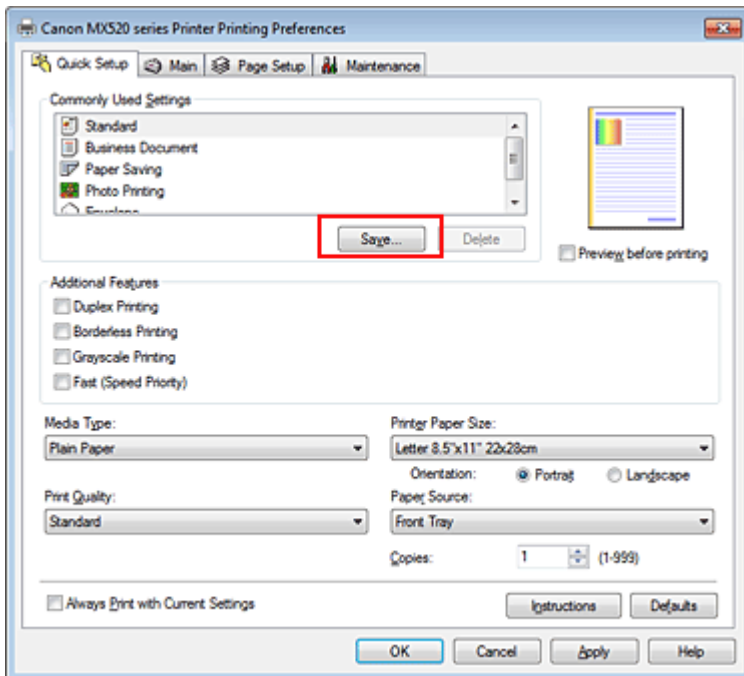 Canon MX520 series Printer Printing Preferences
Quick Setup Main Page Setup Maintenance
Commonly Used Settings
Standard
Business Document
Paper Saving
Photo Printing
Envelope
Save... Delete
Preview before printing
Additional Features
Duplex Printing
Borderless Printing
Grayscale Printing
Fast (Speed Priority)
Media Type:
Plain Paper
Printer Paper Size:
Letter 8.5"x11" 22x28cm
Orientation: Portrait Landscape
Print Quality:
Standard
Paper Source:
Front Tray
Copies: 1 (1-999)
Always Print with Current Settings
Instructions Defaults
OK Cancel Apply Help